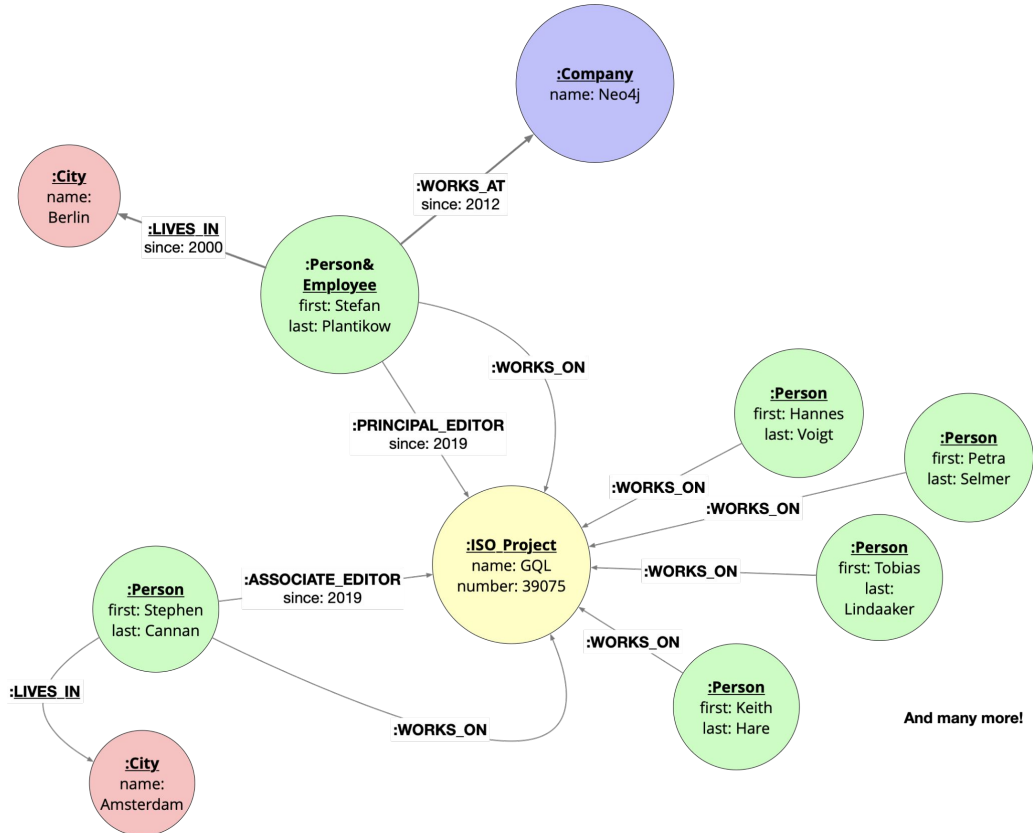 :Company
name: Neo4j
:City
name:
Berlin
:WORKS_AT
since: 2012
:LIVES_IN
since: 2000
:Person&
Employee
first: Stefan
last: Plantikow
:WORKS_ON
:PRINCIPAL_EDITOR
since: 2019
:Person
first: Hannes
last: Voigt
:Person
first: Petra
last: Selmer
:WORKS_ON
:WORKS_ON
:ISO_Project
name: GQL
number: 39075
:WORKS_ON
:Person
first: Tobias
last:
Lindaaker
:Person
first: Stephen
last: Cannan
:ASSOCIATE_EDITOR
since: 2019
:WORKS_ON
:Person
first: Keith
last: Hare
:LIVES_IN
:WORKS_ON
And many more!
:City
name:
Amsterdam